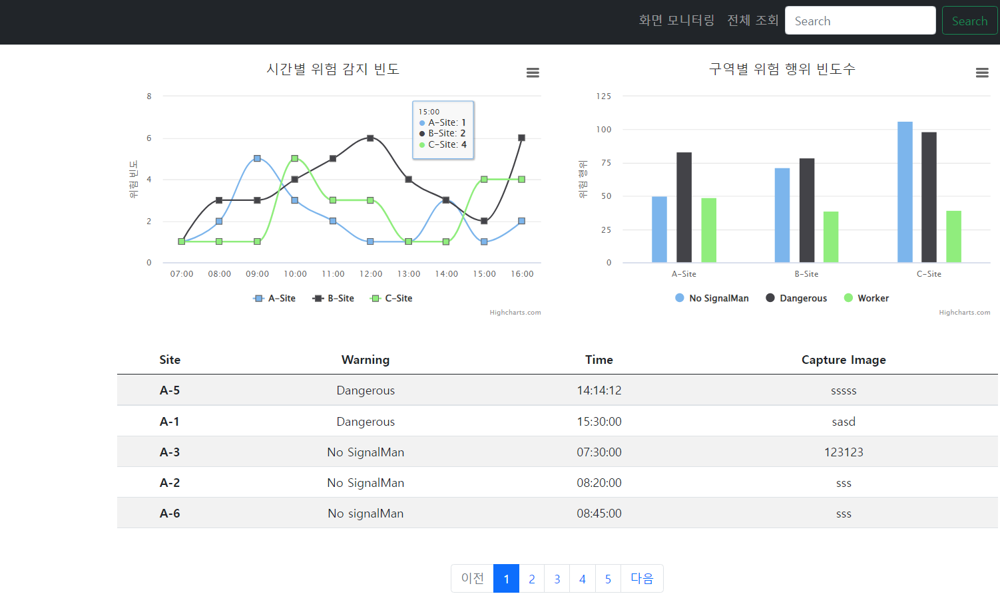 화면 모니터링 전체 조회 Search Search
시간별 위험 감지 빈도
8
6
4
2
0
위험 빈도
15:00
A-Site: 1
B-Site: 2
C-Site: 4
07:00 08:00 09:00 10:00 11:00 12:00 13:00 14:00 15:00 16:00
A-Site B-Site C-Site
Highcharts.com
구역별 위험 행위 빈도수
125
100
75
50
25
0
위험 행위
A-Site B-Site C-Site
No SignalMan Dangerous Worker
Highcharts.com
Site Warning Time Capture Image
A-5 Dangerous 14:14:12 sssss
A-1 Dangerous 15:30:00 sasd
A-3 No SignalMan 07:30:00 123123
A-2 No SignalMan 08:20:00 sss
A-6 No signalMan 08:45:00 sss
이전 1 2 3 4 5 다음